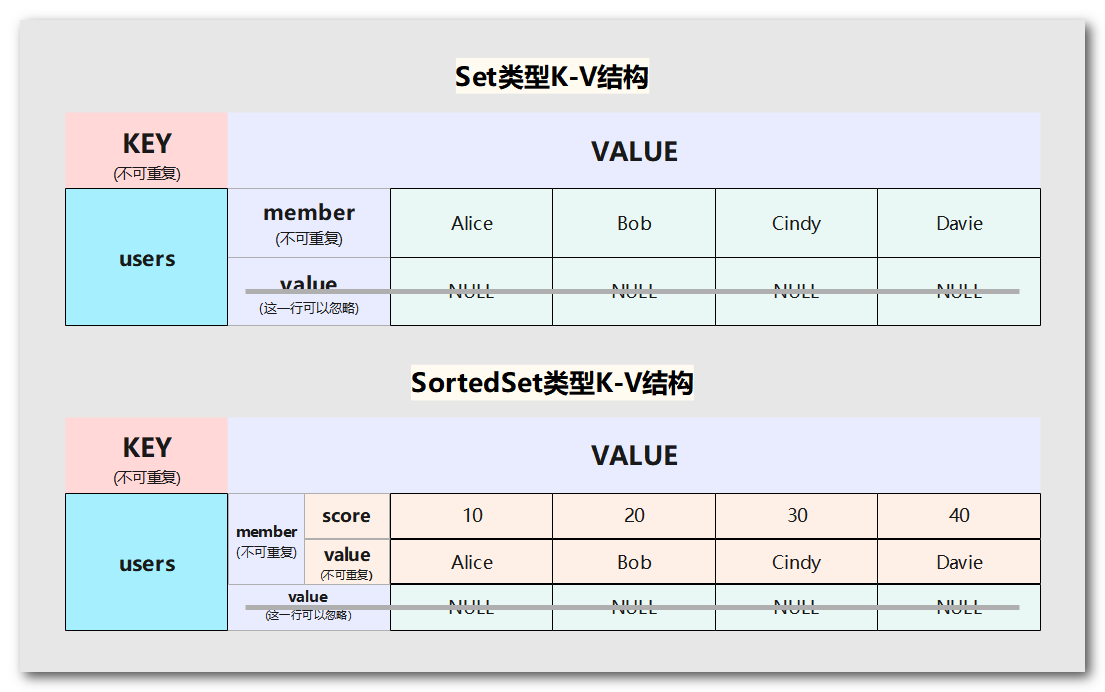 Set类型K-V结构
KEY
(不可重复)
VALUE
users
member
(不可重复)
Alice
Bob
Cindy
Davie
value
(这一行可以忽略)
NULL
NULL
NULL
NULL
SortedSet类型K-V结构
KEY
(不可重复)
VALUE
users
member
(不可重复)
score
10
20
30
40
value
(不可重复)
Alice
Bob
Cindy
Davie
value
(这一行可以忽略)
NULL
NULL
NULL
NULL